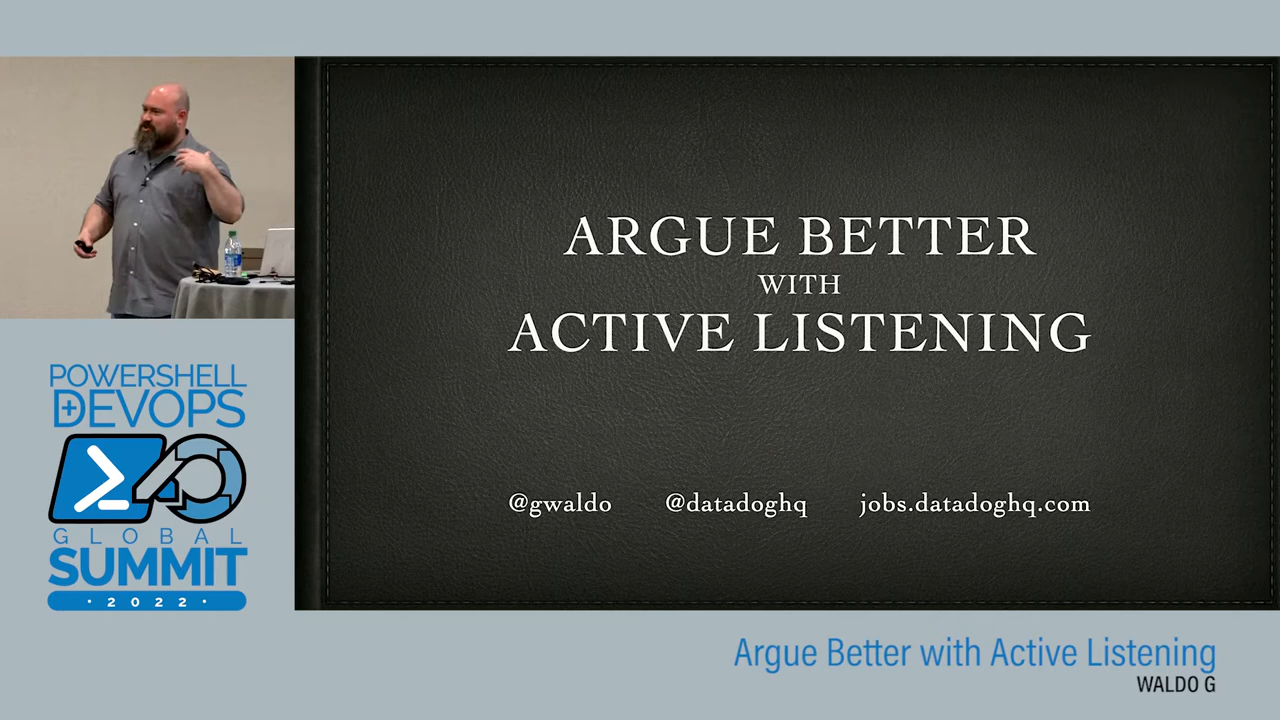 ARGUE BETTER
WITH
ACTIVE LISTENING
@gwaldo @datadoghq jobs.datadoghq.com
POWERSHELL
+DEVOPS
GLOBAL
SUMMIT
· 2022 ·
Argue Better with Active Listening
WALDO G